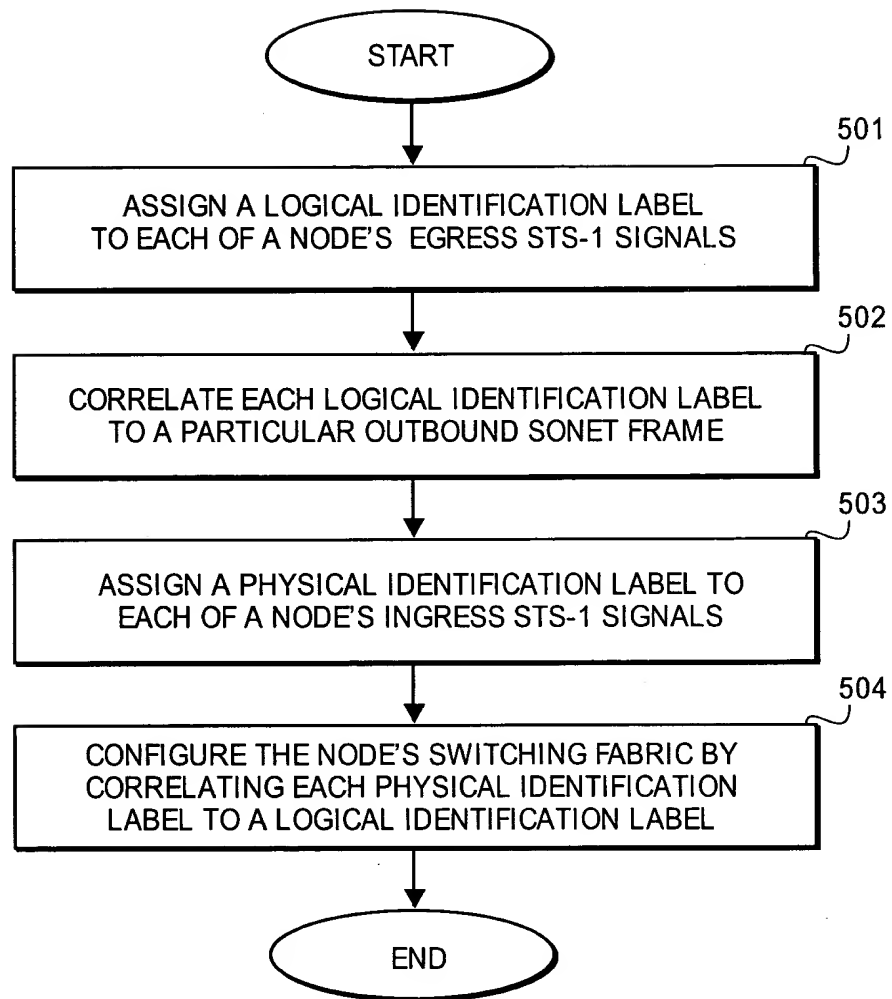 START
501
ASSIGN A LOGICAL IDENTIFICATION LABEL
TO EACH OF A NODE'S EGRESS STS-1 SIGNALS
502
CORRELATE EACH LOGICAL IDENTIFICATION LABEL
TO A PARTICULAR OUTBOUND SONET FRAME
503
ASSIGN A PHYSICAL IDENTIFICATION LABEL TO
EACH OF A NODE'S INGRESS STS-1 SIGNALS
504
CONFIGURE THE NODE'S SWITCHING FABRIC BY
CORRELATING EACH PHYSICAL IDENTIFICATION
LABEL TO A LOGICAL IDENTIFICATION LABEL
END